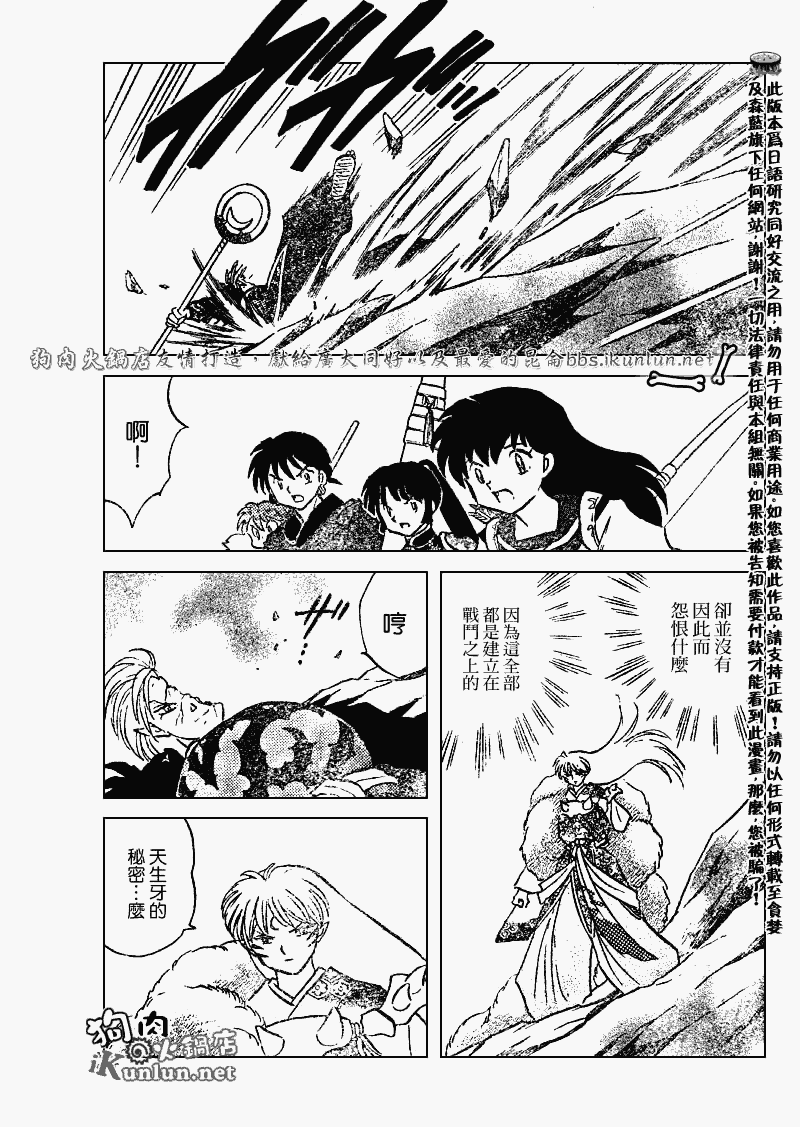 此版本爲日語研究同好交流之用，請勿用于任何商業用途。如您喜歡此作品，請支持正版！請勿以任何形式轉載至貪婪
及森藍旗下任何網站，謝謝！一切法律責任與本組無關。如果您被告知需要付款才能看到此漫畫，那麼，您被騙了！
狗肉火鍋店友情打造，獻給廣大同好以及最愛的昆侖bbs.ikunlun.net
啊！
卻並沒有
因此而
怨恨什麼
因為這全部
都是建立在
戰鬥之上的
哼
天生牙的
秘密…麼
狗肉
火鍋店
iKunlun.net